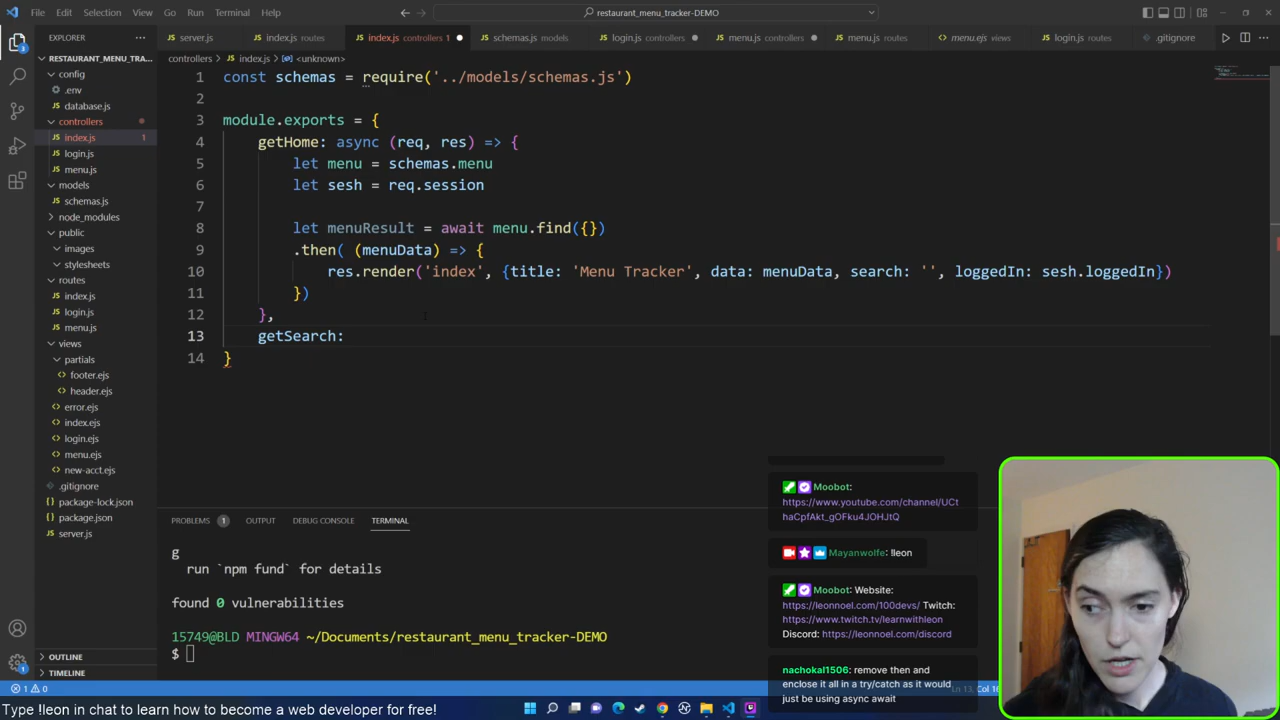 File Edit Selection View Go Run Terminal Help
restaurant_menu_tracker-DEMO
EXPLORER
server.js
index.js routes
index.js controllers 1
schemas.js models
login.js controllers
menu.js controllers
menu.js routes
menu.ejs views
login.js routes
.gitignore
controllers > index.js > <unknown>
RESTAURANT_MENU_TRA...
config
.env
database.js
controllers
index.js 1
login.js
menu.js
models
schemas.js
node_modules
public
images
stylesheets
routes
index.js
login.js
menu.js
views
partials
footer.ejs
header.ejs
error.ejs
index.ejs
login.ejs
menu.ejs
new-acct.ejs
.gitignore
package-lock.json
package.json
server.js
OUTLINE
TIMELINE
1 const schemas = require('../models/schemas.js')
2
3 module.exports = {
4 getHome: async (req, res) => {
5 let menu = schemas.menu
6 let sesh = req.session
7
8 let menuResult = await menu.find({})
9 .then( (menuData) => {
10 res.render('index', {title: 'Menu Tracker', data: menuData, search: '', loggedIn: sesh.loggedIn})
11 })
12 },
13 getSearch:
14 }
PROBLEMS 1 OUTPUT DEBUG CONSOLE TERMINAL
g
run `npm fund` for details
found 0 vulnerabilities
15749@BLD MINGW64 ~/Documents/restaurant_menu_tracker-DEMO
$
Moobot:
https://www.youtube.com/channel/UCt
haCpfAkt_gOFku4JOHJtQ
Mayanwolfe: !leon
Moobot: Website:
https://leonnoel.com/100devs/ Twitch:
https://www.twitch.tv/learnwithleon
Discord: https://leonnoel.com/discord
nachokal1506: remove then and
enclose it all in a try/catch as it would
just be using async await
1 0
Ln 13, Col 16
Type !leon in chat to learn how to become a web developer for free!